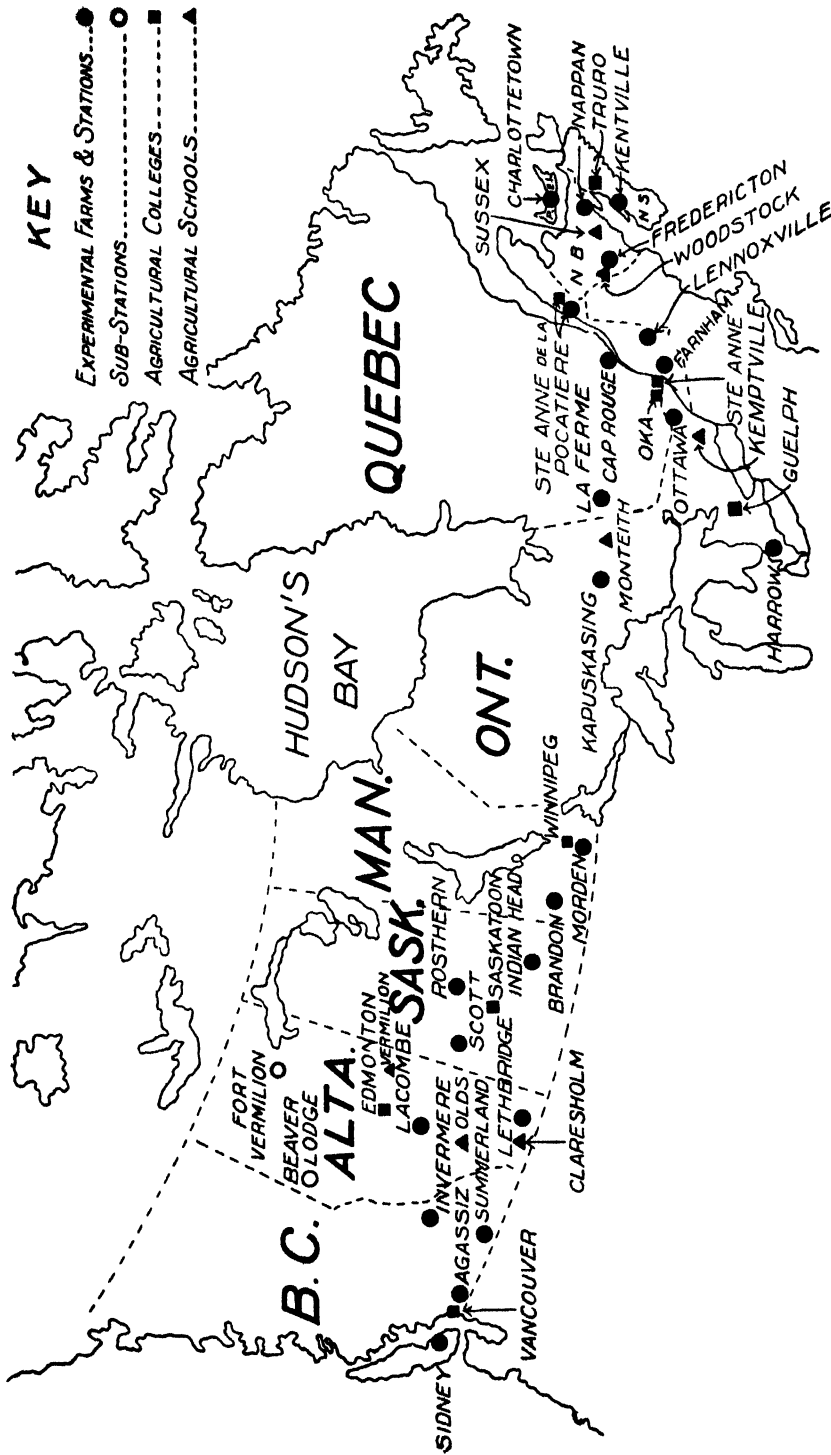 KEY
EXPERIMENTAL FARMS & STATIONS....
SUB-STATIONS
AGRICULTURAL COLLEGES
AGRICULTURAL SCHOOLS
HUDSON'S
BAY
QUEBEC
ONT.
MAN.
SASK.
ALTA.
B.C.
FORT
VERMILION
BEAVER
LODGE
EDMONTON
VERMILION
LACOMBE
INVERMERE
OLDS
AGASSIZ
SUMMERLAND
LETHBRIDGE
CLARESHOLM
SIDNEY
VANCOUVER
ROSTHERN
SCOTT
SASKATOON
INDIAN HEAD
BRANDON
MORDEN
WINNIPEG
KAPUSKASING
MONTEITH
LA FERME
CAP ROUGE
STE ANNE DE LA
POCATIERE
OKA
OTTAWA
HARROW
GUELPH
KEMPTVILLE
STE ANNE
FARNHAM
LENNOXVILLE
WOODSTOCK
FREDERICTON
SUSSEX
CHARLOTTETOWN
NAPPAN
TRURO
KENTVILLE
N B
N S